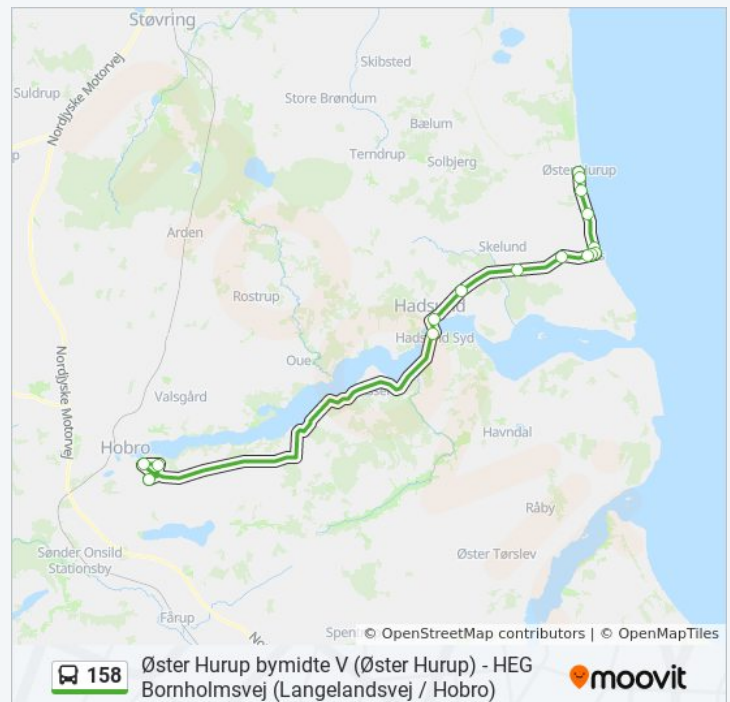 Støvring
Skibsted
Suldrup
Store Brøndum
Nordjyske Motorvej
Bælum
Terndrup
Solbjerg
Arden
Skelund
Rostrup
Hadsund
Hadsund Syd
Oue
Nordjyske Motorvej
Valsgård
Havndal
Hobro
Råby
Sønder Onsild
Stationsby
Øster Tørslev
Fårup
© OpenStreetMap contributors | © OpenMapTiles
158
Øster Hurup bymidte V (Øster Hurup) - HEG
Bornholmsvej (Langelandsvej / Hobro)
moovit